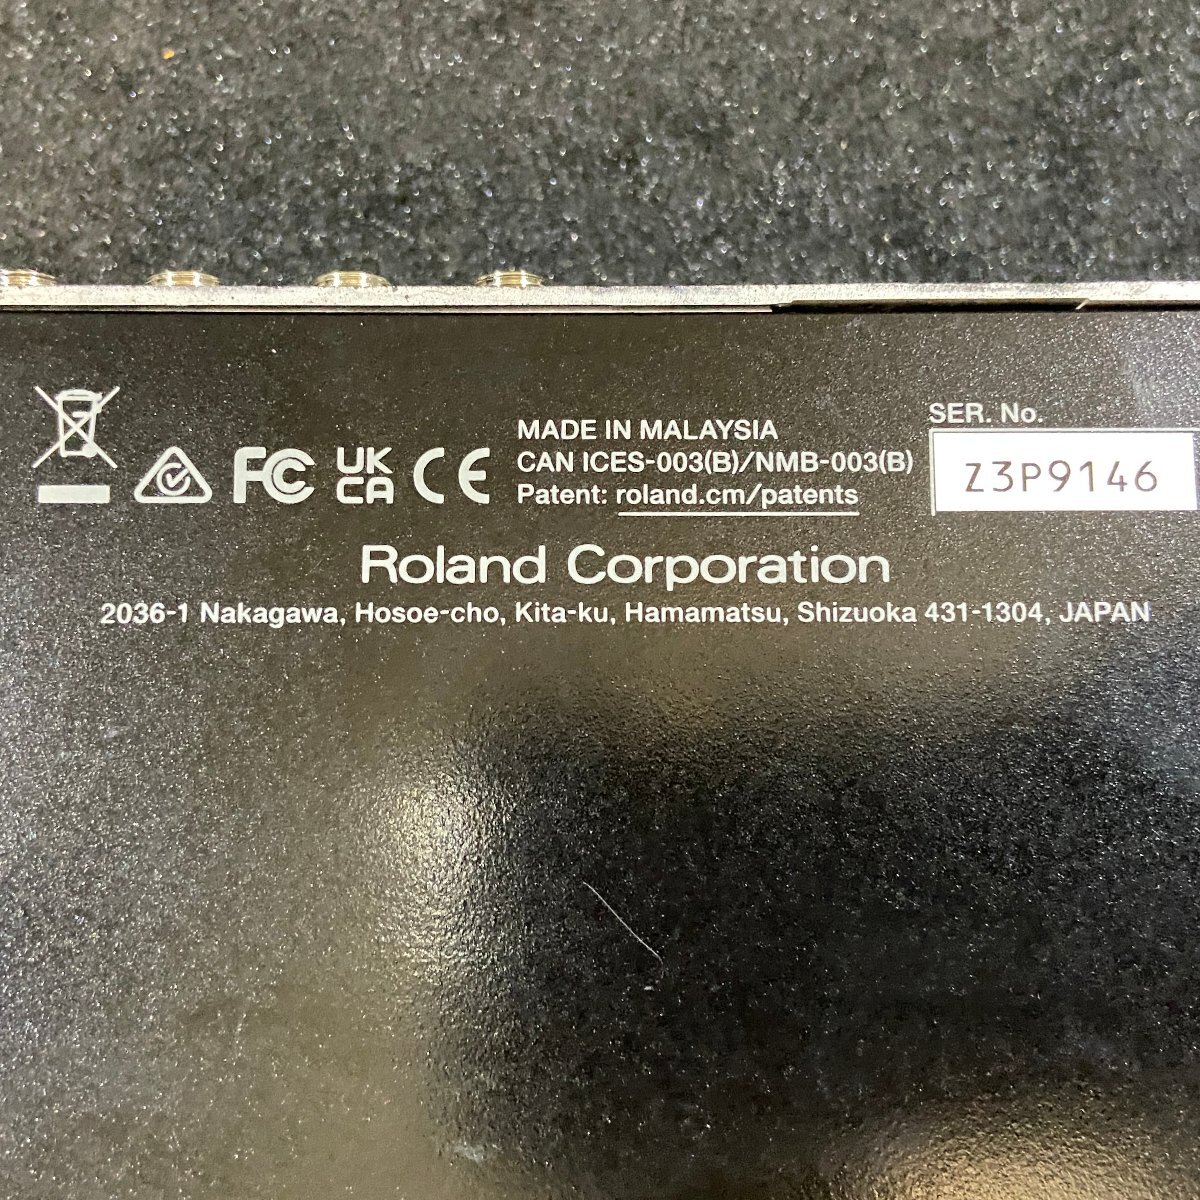 MADE IN MALAYSIA
CAN ICES-003(B)/NMB-003(B)
Patent: roland.cm/patents
SER. No.
Z3P9146
FC
UK
CA
CE
Roland Corporation
2036-1 Nakagawa, Hosoe-cho, Kita-ku, Hamamatsu, Shizuoka 431-1304, JAPAN